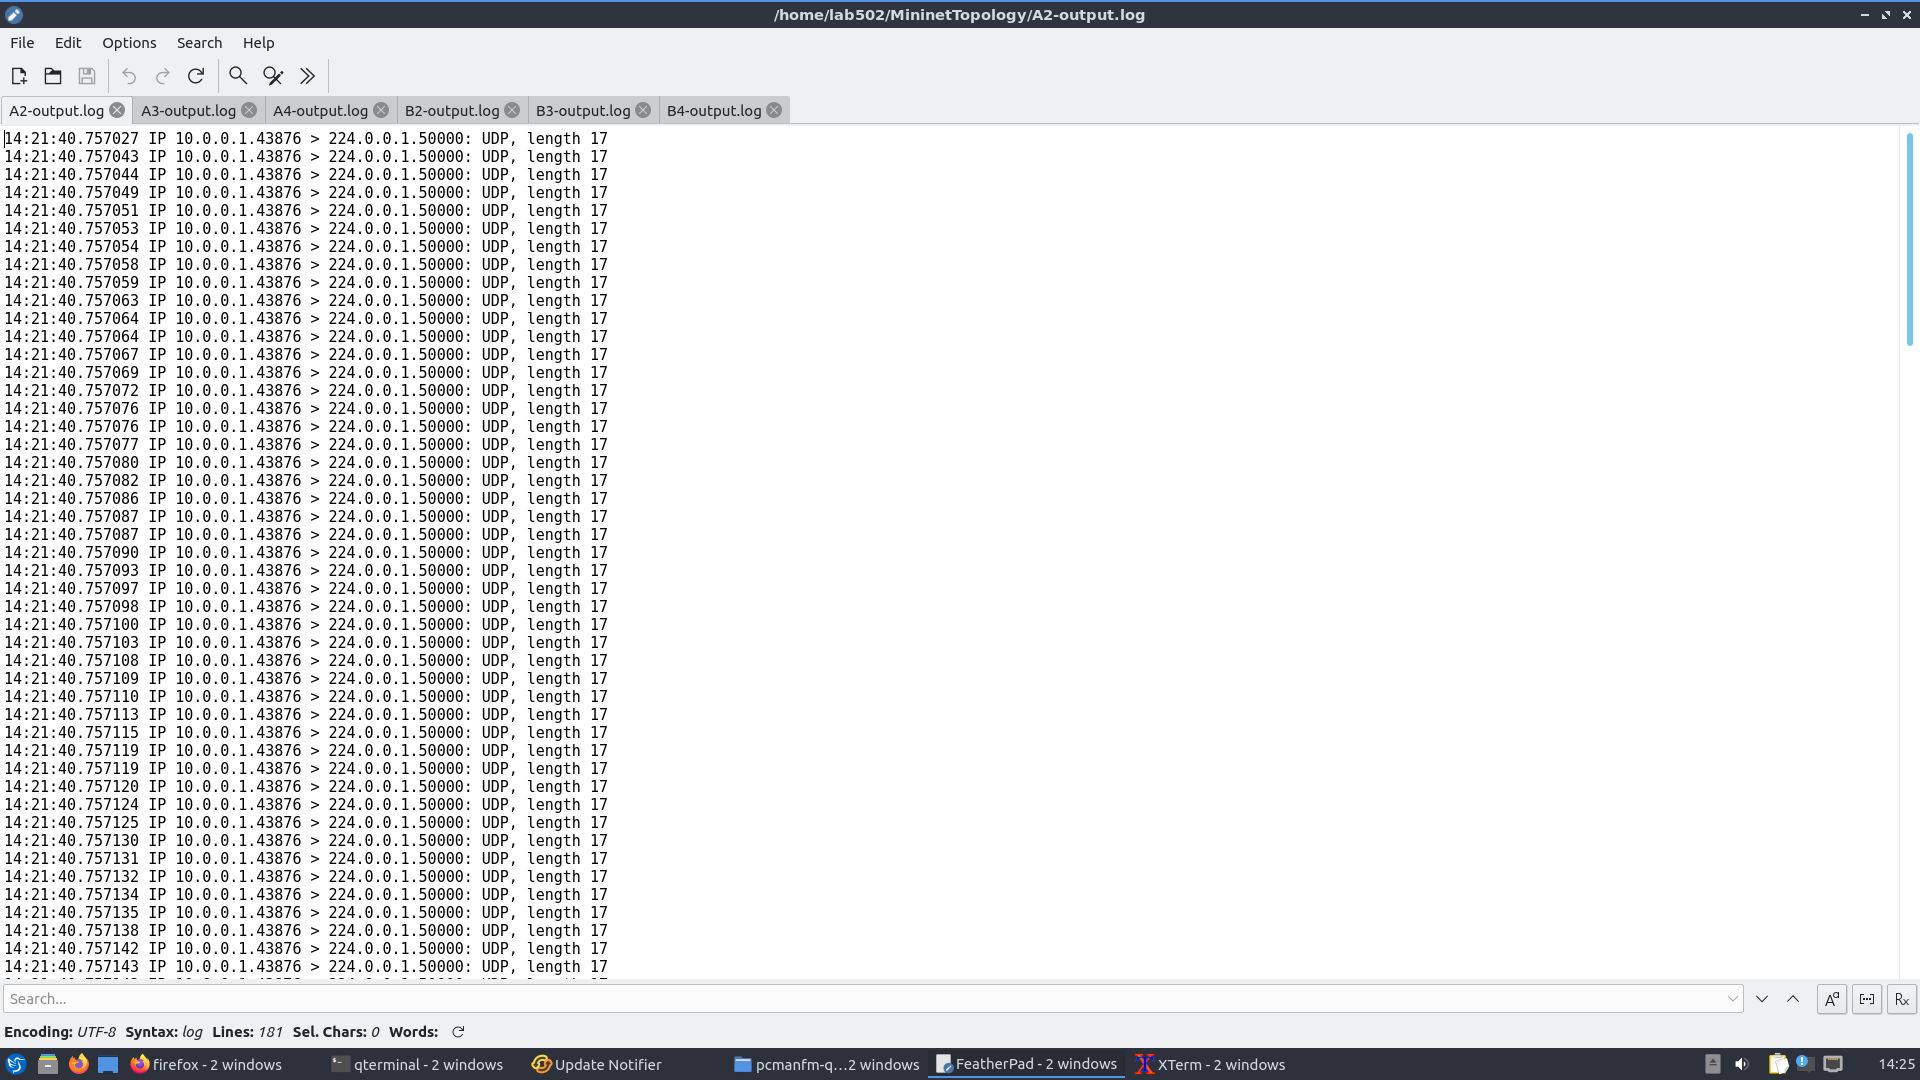 /home/lab502/MininetTopology/A2-output.log
File Edit Options Search Help
A2-output.log A3-output.log A4-output.log B2-output.log B3-output.log B4-output.log
14:21:40.757027 IP 10.0.0.1.43876 > 224.0.0.1.50000: UDP, length 17
14:21:40.757043 IP 10.0.0.1.43876 > 224.0.0.1.50000: UDP, length 17
14:21:40.757044 IP 10.0.0.1.43876 > 224.0.0.1.50000: UDP, length 17
14:21:40.757049 IP 10.0.0.1.43876 > 224.0.0.1.50000: UDP, length 17
14:21:40.757051 IP 10.0.0.1.43876 > 224.0.0.1.50000: UDP, length 17
14:21:40.757053 IP 10.0.0.1.43876 > 224.0.0.1.50000: UDP, length 17
14:21:40.757054 IP 10.0.0.1.43876 > 224.0.0.1.50000: UDP, length 17
14:21:40.757058 IP 10.0.0.1.43876 > 224.0.0.1.50000: UDP, length 17
14:21:40.757059 IP 10.0.0.1.43876 > 224.0.0.1.50000: UDP, length 17
14:21:40.757063 IP 10.0.0.1.43876 > 224.0.0.1.50000: UDP, length 17
14:21:40.757064 IP 10.0.0.1.43876 > 224.0.0.1.50000: UDP, length 17
14:21:40.757064 IP 10.0.0.1.43876 > 224.0.0.1.50000: UDP, length 17
14:21:40.757067 IP 10.0.0.1.43876 > 224.0.0.1.50000: UDP, length 17
14:21:40.757069 IP 10.0.0.1.43876 > 224.0.0.1.50000: UDP, length 17
14:21:40.757072 IP 10.0.0.1.43876 > 224.0.0.1.50000: UDP, length 17
14:21:40.757076 IP 10.0.0.1.43876 > 224.0.0.1.50000: UDP, length 17
14:21:40.757076 IP 10.0.0.1.43876 > 224.0.0.1.50000: UDP, length 17
14:21:40.757077 IP 10.0.0.1.43876 > 224.0.0.1.50000: UDP, length 17
14:21:40.757080 IP 10.0.0.1.43876 > 224.0.0.1.50000: UDP, length 17
14:21:40.757082 IP 10.0.0.1.43876 > 224.0.0.1.50000: UDP, length 17
14:21:40.757086 IP 10.0.0.1.43876 > 224.0.0.1.50000: UDP, length 17
14:21:40.757087 IP 10.0.0.1.43876 > 224.0.0.1.50000: UDP, length 17
14:21:40.757087 IP 10.0.0.1.43876 > 224.0.0.1.50000: UDP, length 17
14:21:40.757090 IP 10.0.0.1.43876 > 224.0.0.1.50000: UDP, length 17
14:21:40.757093 IP 10.0.0.1.43876 > 224.0.0.1.50000: UDP, length 17
14:21:40.757097 IP 10.0.0.1.43876 > 224.0.0.1.50000: UDP, length 17
14:21:40.757098 IP 10.0.0.1.43876 > 224.0.0.1.50000: UDP, length 17
14:21:40.757100 IP 10.0.0.1.43876 > 224.0.0.1.50000: UDP, length 17
14:21:40.757103 IP 10.0.0.1.43876 > 224.0.0.1.50000: UDP, length 17
14:21:40.757108 IP 10.0.0.1.43876 > 224.0.0.1.50000: UDP, length 17
14:21:40.757109 IP 10.0.0.1.43876 > 224.0.0.1.50000: UDP, length 17
14:21:40.757110 IP 10.0.0.1.43876 > 224.0.0.1.50000: UDP, length 17
14:21:40.757113 IP 10.0.0.1.43876 > 224.0.0.1.50000: UDP, length 17
14:21:40.757115 IP 10.0.0.1.43876 > 224.0.0.1.50000: UDP, length 17
14:21:40.757119 IP 10.0.0.1.43876 > 224.0.0.1.50000: UDP, length 17
14:21:40.757119 IP 10.0.0.1.43876 > 224.0.0.1.50000: UDP, length 17
14:21:40.757120 IP 10.0.0.1.43876 > 224.0.0.1.50000: UDP, length 17
14:21:40.757124 IP 10.0.0.1.43876 > 224.0.0.1.50000: UDP, length 17
14:21:40.757125 IP 10.0.0.1.43876 > 224.0.0.1.50000: UDP, length 17
14:21:40.757130 IP 10.0.0.1.43876 > 224.0.0.1.50000: UDP, length 17
14:21:40.757131 IP 10.0.0.1.43876 > 224.0.0.1.50000: UDP, length 17
14:21:40.757132 IP 10.0.0.1.43876 > 224.0.0.1.50000: UDP, length 17
14:21:40.757134 IP 10.0.0.1.43876 > 224.0.0.1.50000: UDP, length 17
14:21:40.757135 IP 10.0.0.1.43876 > 224.0.0.1.50000: UDP, length 17
14:21:40.757138 IP 10.0.0.1.43876 > 224.0.0.1.50000: UDP, length 17
14:21:40.757142 IP 10.0.0.1.43876 > 224.0.0.1.50000: UDP, length 17
14:21:40.757143 IP 10.0.0.1.43876 > 224.0.0.1.50000: UDP, length 17
Search...
Encoding: UTF-8 Syntax: log Lines: 181 Sel. Chars: 0 Words:
firefox - 2 windows qterminal - 2 windows Update Notifier pcmanfm-q...2 windows FeatherPad - 2 windows XTerm - 2 windows 14:25